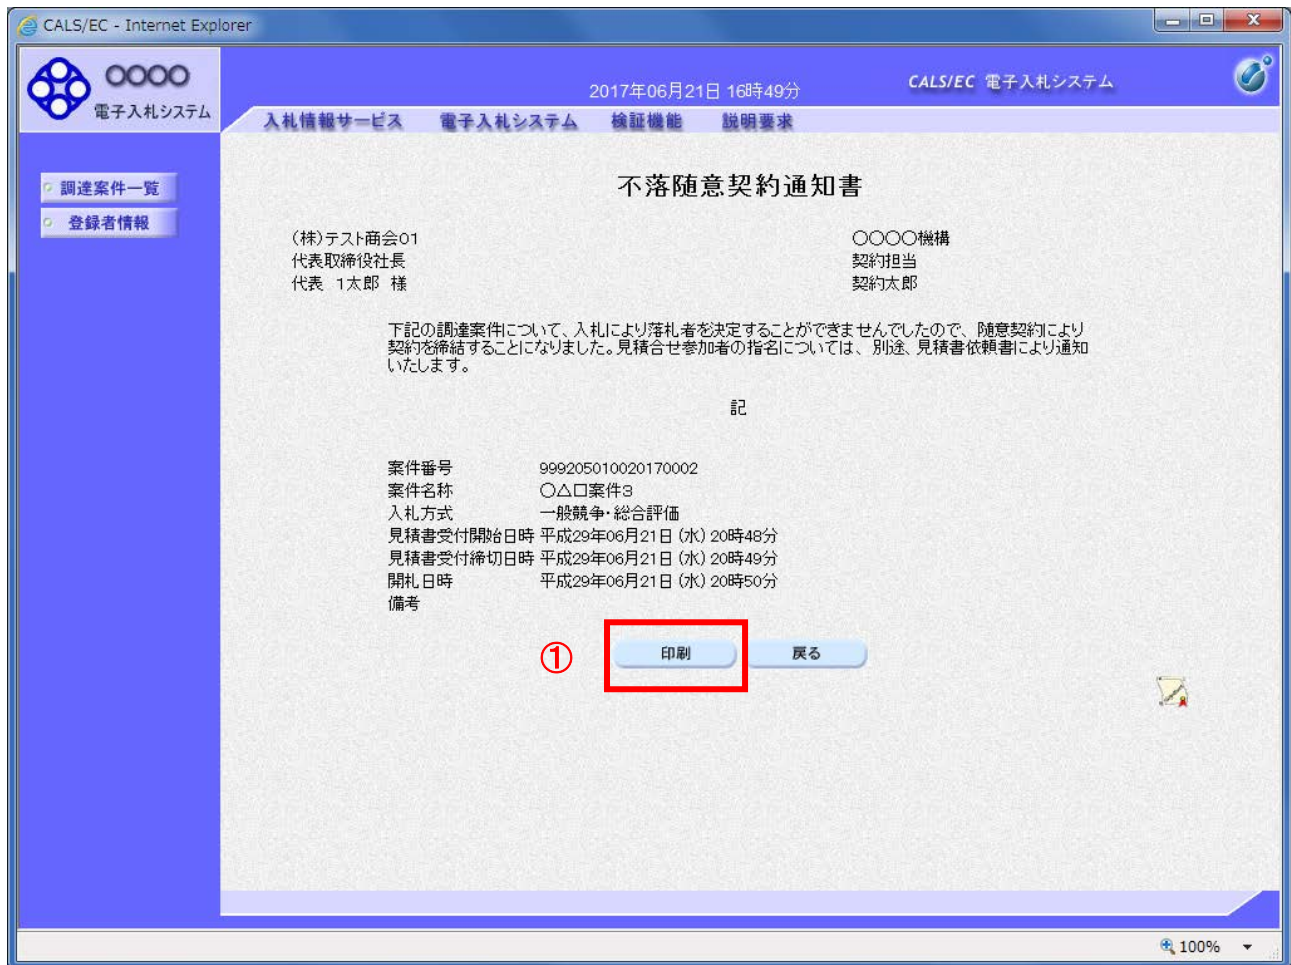 CALS/EC - Internet Explorer
〇〇〇〇
電子入札システム
2017年06月21日 16時49分
CALS/EC 電子入札システム
入札情報サービス 電子入札システム 検証機能 説明要求
調達案件一覧
登録者情報
不落随意契約通知書
(株)テスト商会01
代表取締役社長
代表 1太郎 様
〇〇〇〇機構
契約担当
契約太郎
下記の調達案件について、入札により落札者を決定することができませんでしたので、随意契約により
契約を締結することになりました。見積合せ参加者の指名については、別途、見積書依頼書により通知
いたします。
記
案件番号 999205010020170002
案件名称 〇△口案件3
入札方式 一般競争・総合評価
見積書受付開始日時 平成29年06月21日 (水) 20時48分
見積書受付締切日時 平成29年06月21日 (水) 20時49分
開札日時 平成29年06月21日 (水) 20時50分
備考
① 印刷 戻る
100%